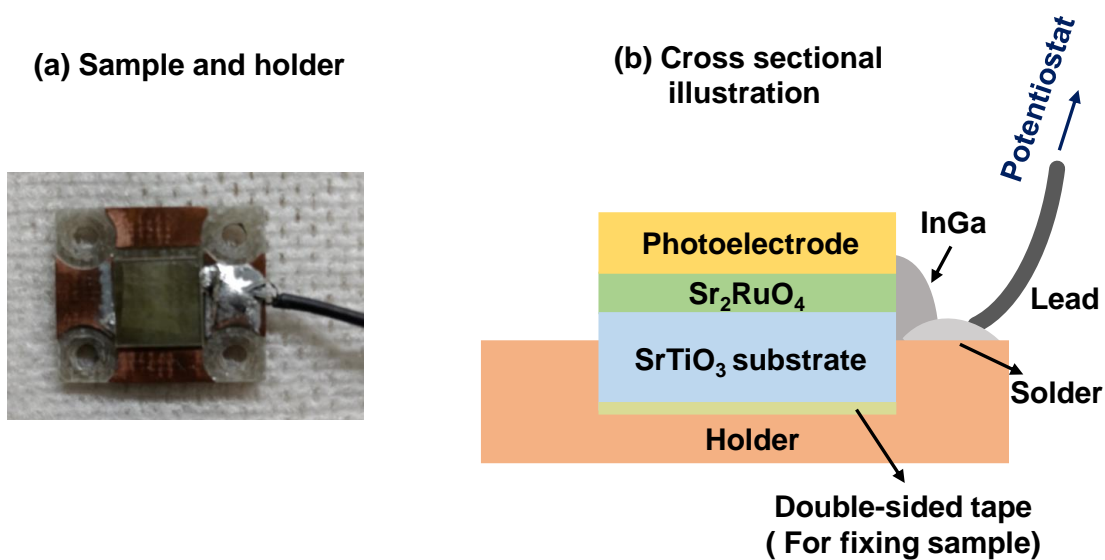 (a) Sample and holder
(b) Cross sectional
illustration
Potentiostat
InGa
Photoelectrode
Sr₂RuO₄
Lead
SrTiO₃ substrate
Solder
Holder
Double-sided tape
( For fixing sample)